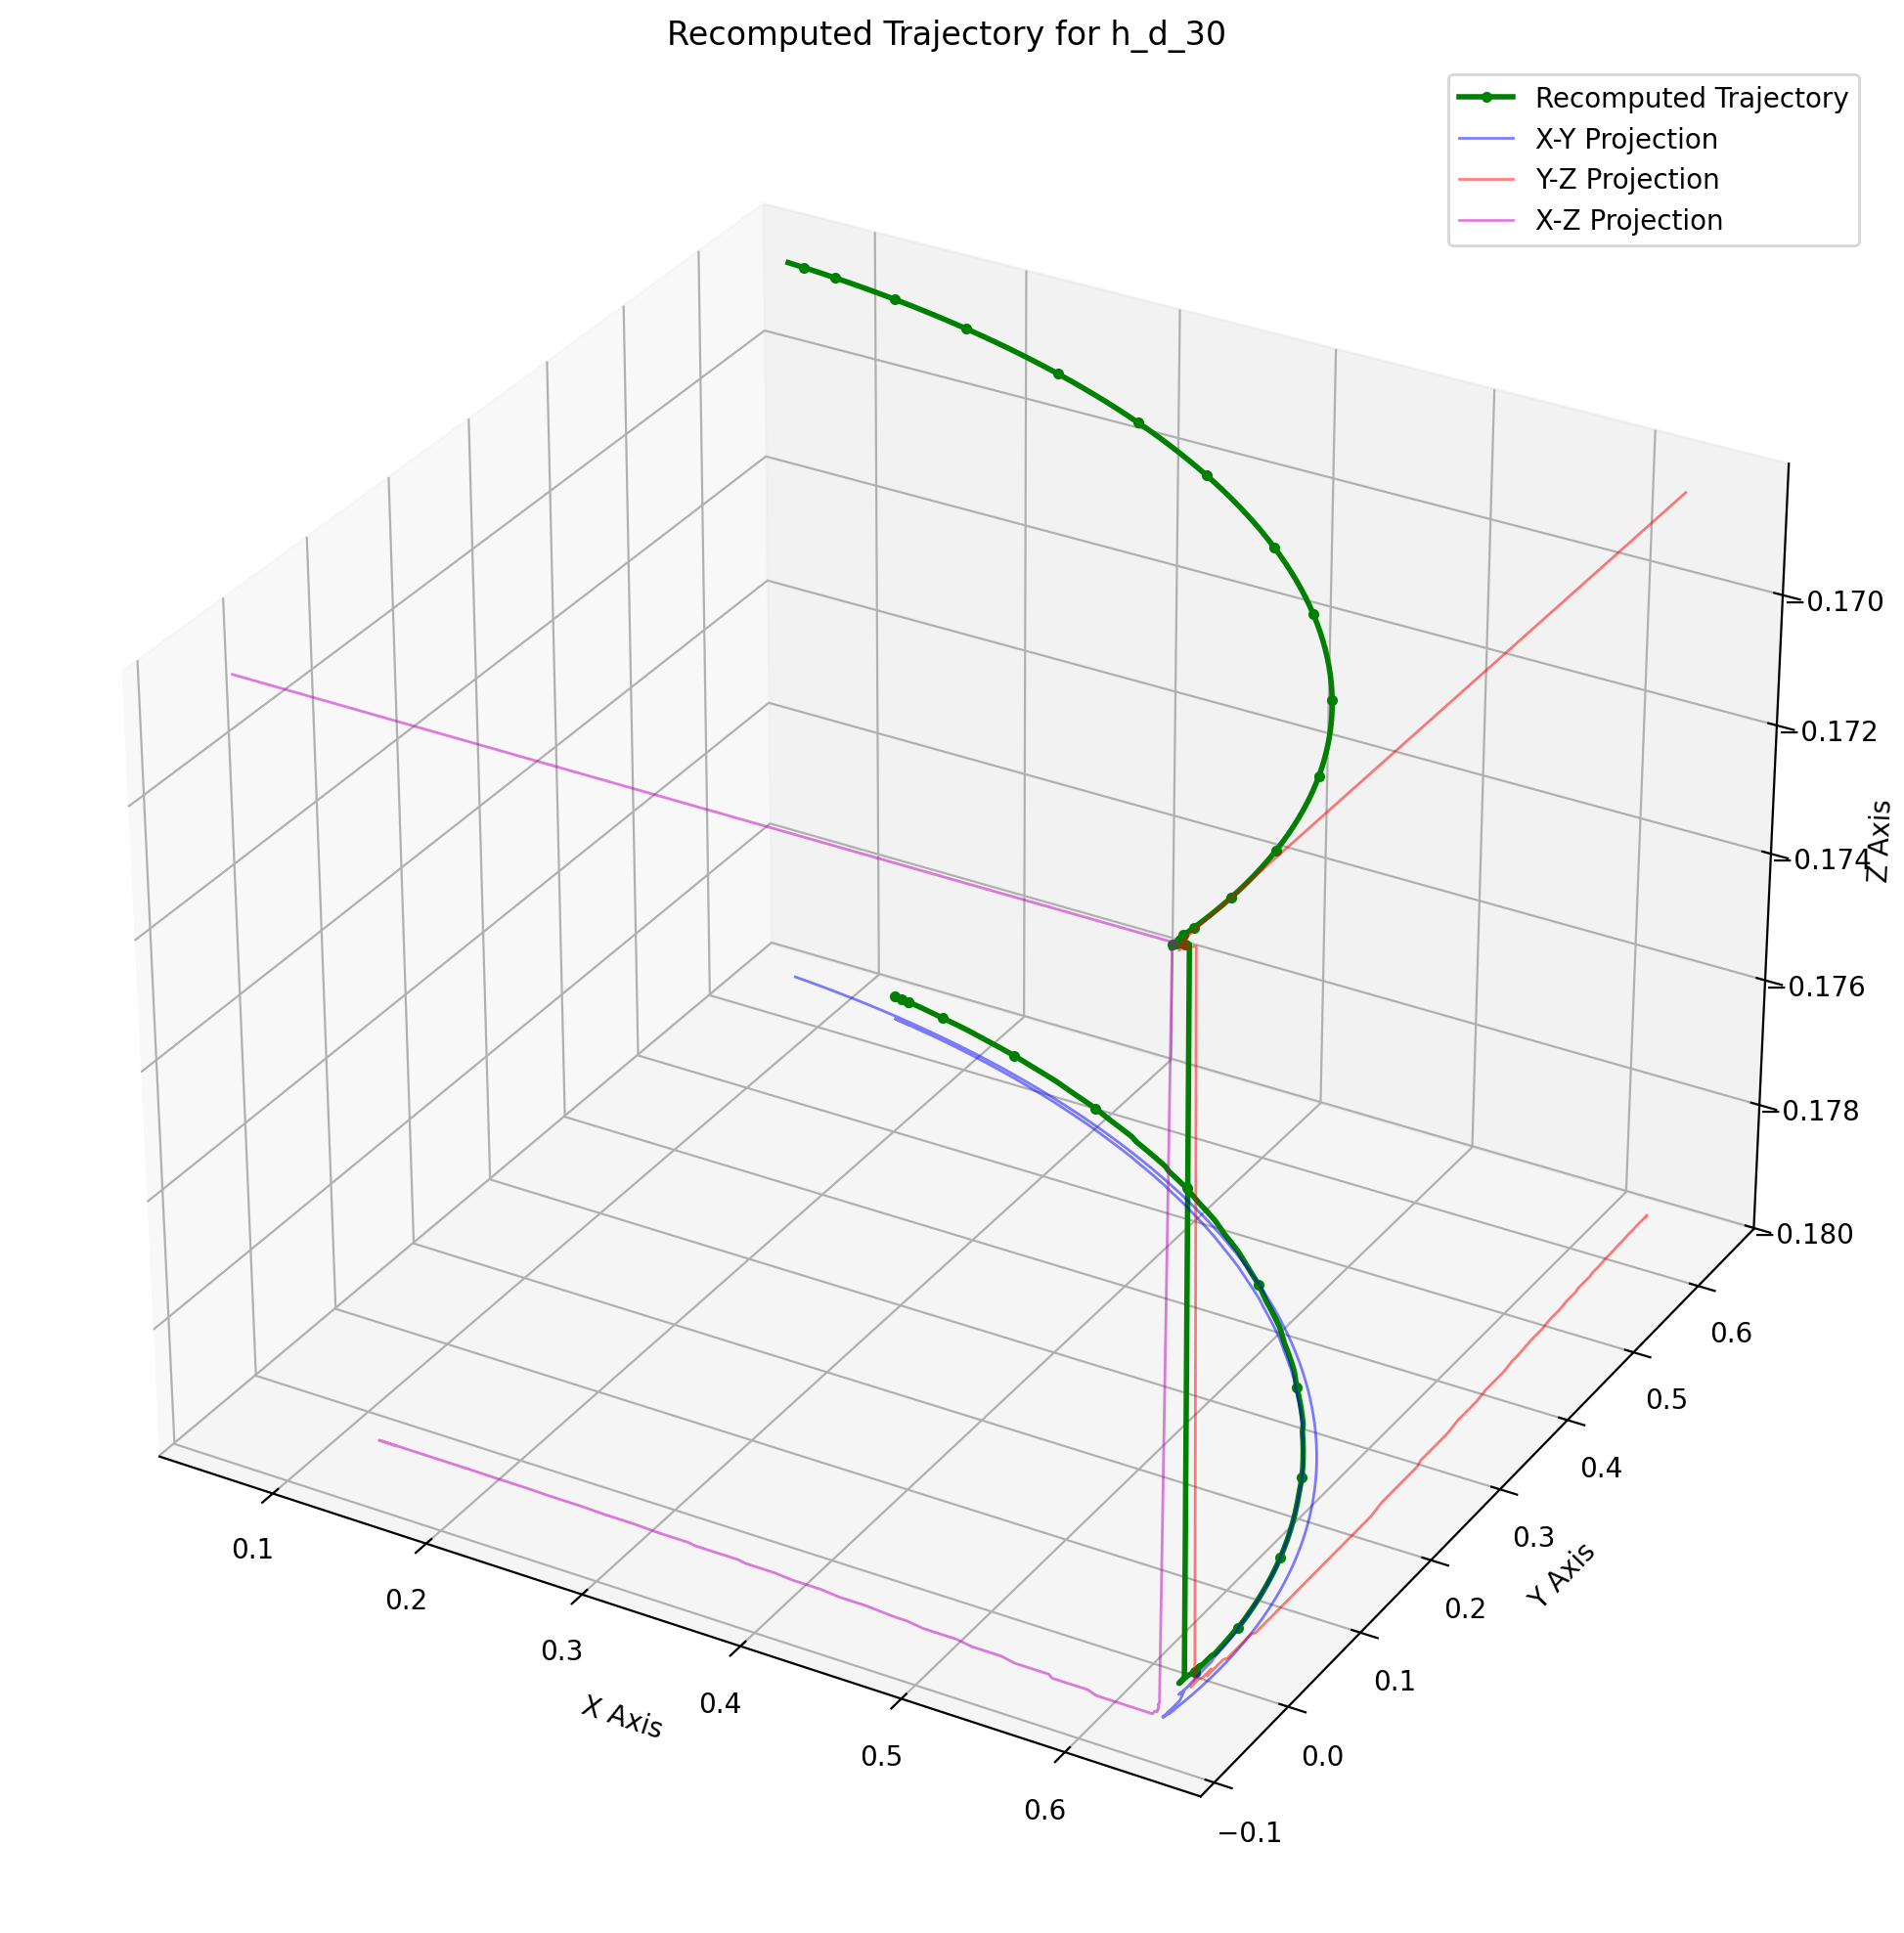 Recomputed Trajectory for h_d_30
Recomputed Trajectory
X-Y Projection
Y-Z Projection
X-Z Projection
−0.170
−0.172
−0.174
Z Axis
−0.176
−0.178
−0.180
0.6
0.5
0.4
0.3
0.2
0.1
0.0
−0.1
Y Axis
0.1
0.2
0.3
0.4
0.5
0.6
X Axis